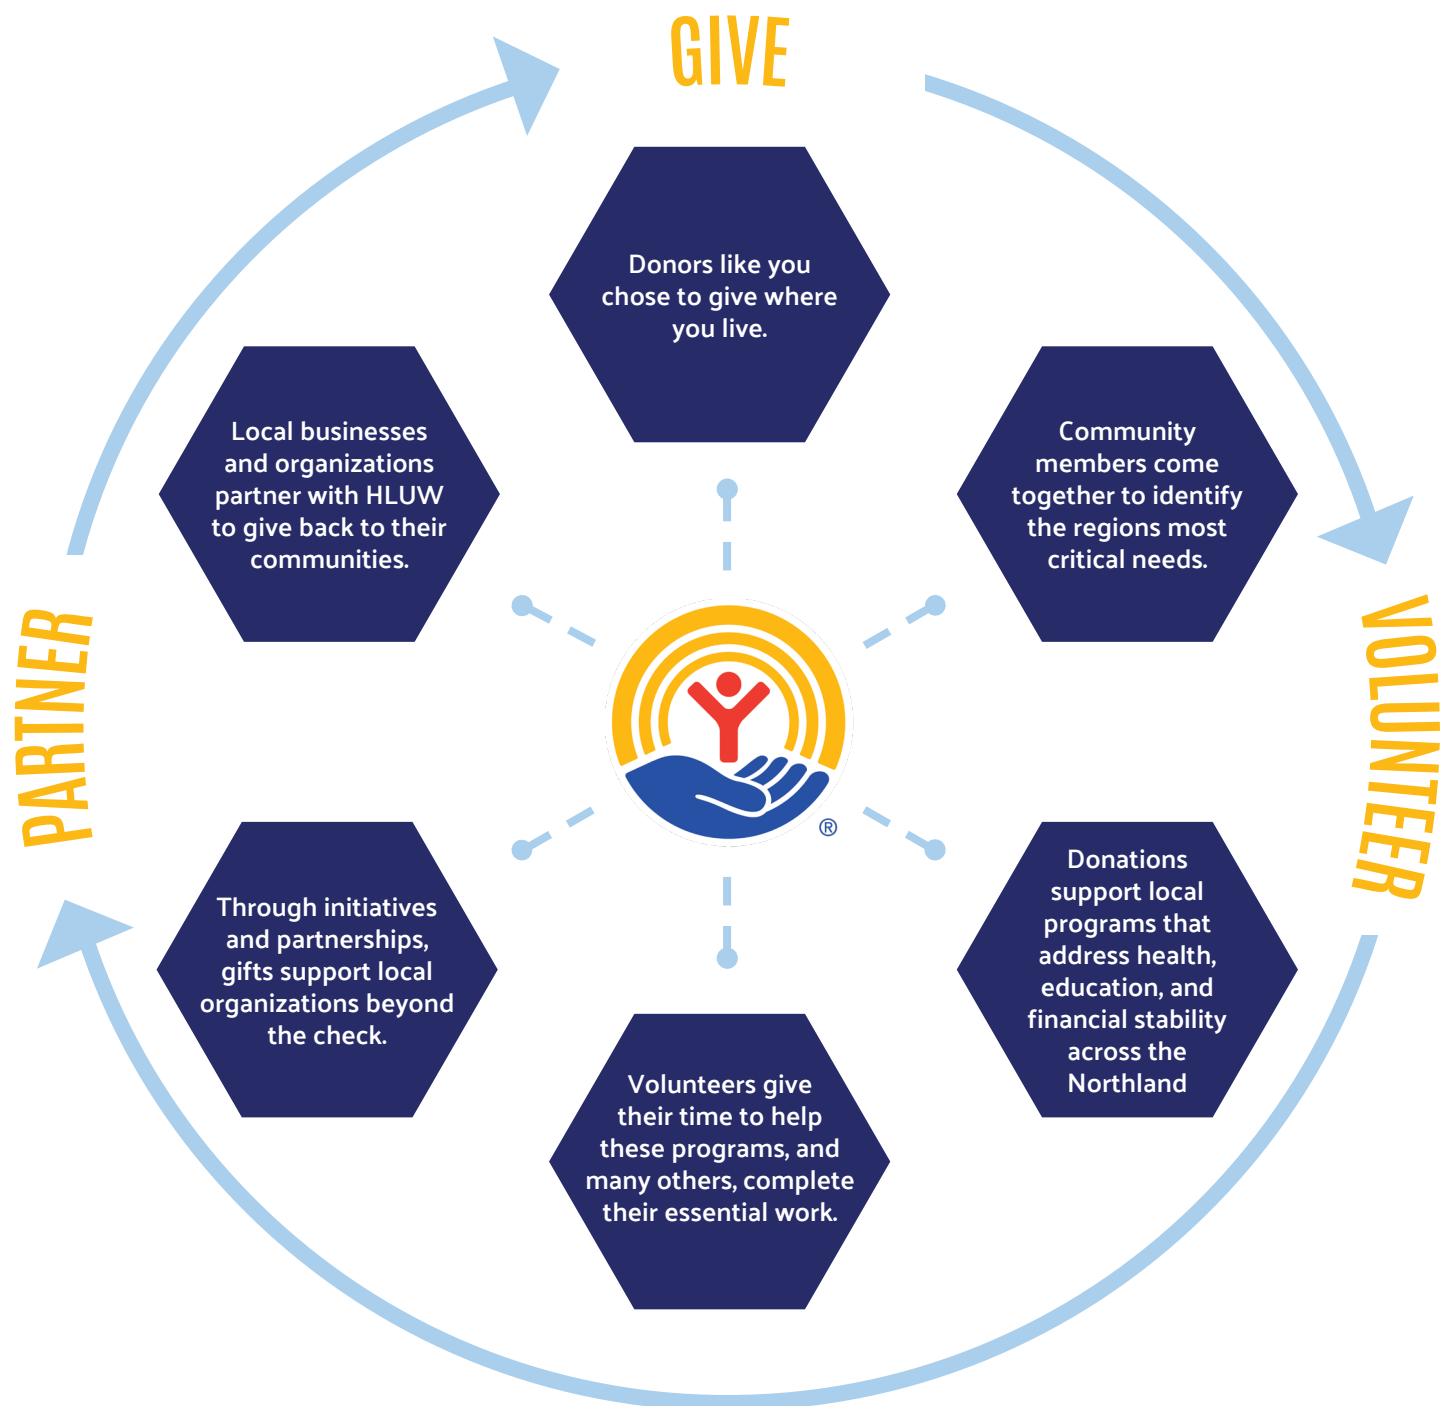 GIVE
Donors like you
chose to give where
you live.
Community
members come
together to identify
the regions most
critical needs.
VOLUNTEER
Donations
support local
programs that
address health,
education, and
financial stability
across the
Northland
Volunteers give
their time to help
these programs, and
many others, complete
their essential work.
Through initiatives
and partnerships,
gifts support local
organizations beyond
the check.
PARTNER
Local businesses
and organizations
partner with HLUW
to give back to their
communities.
®